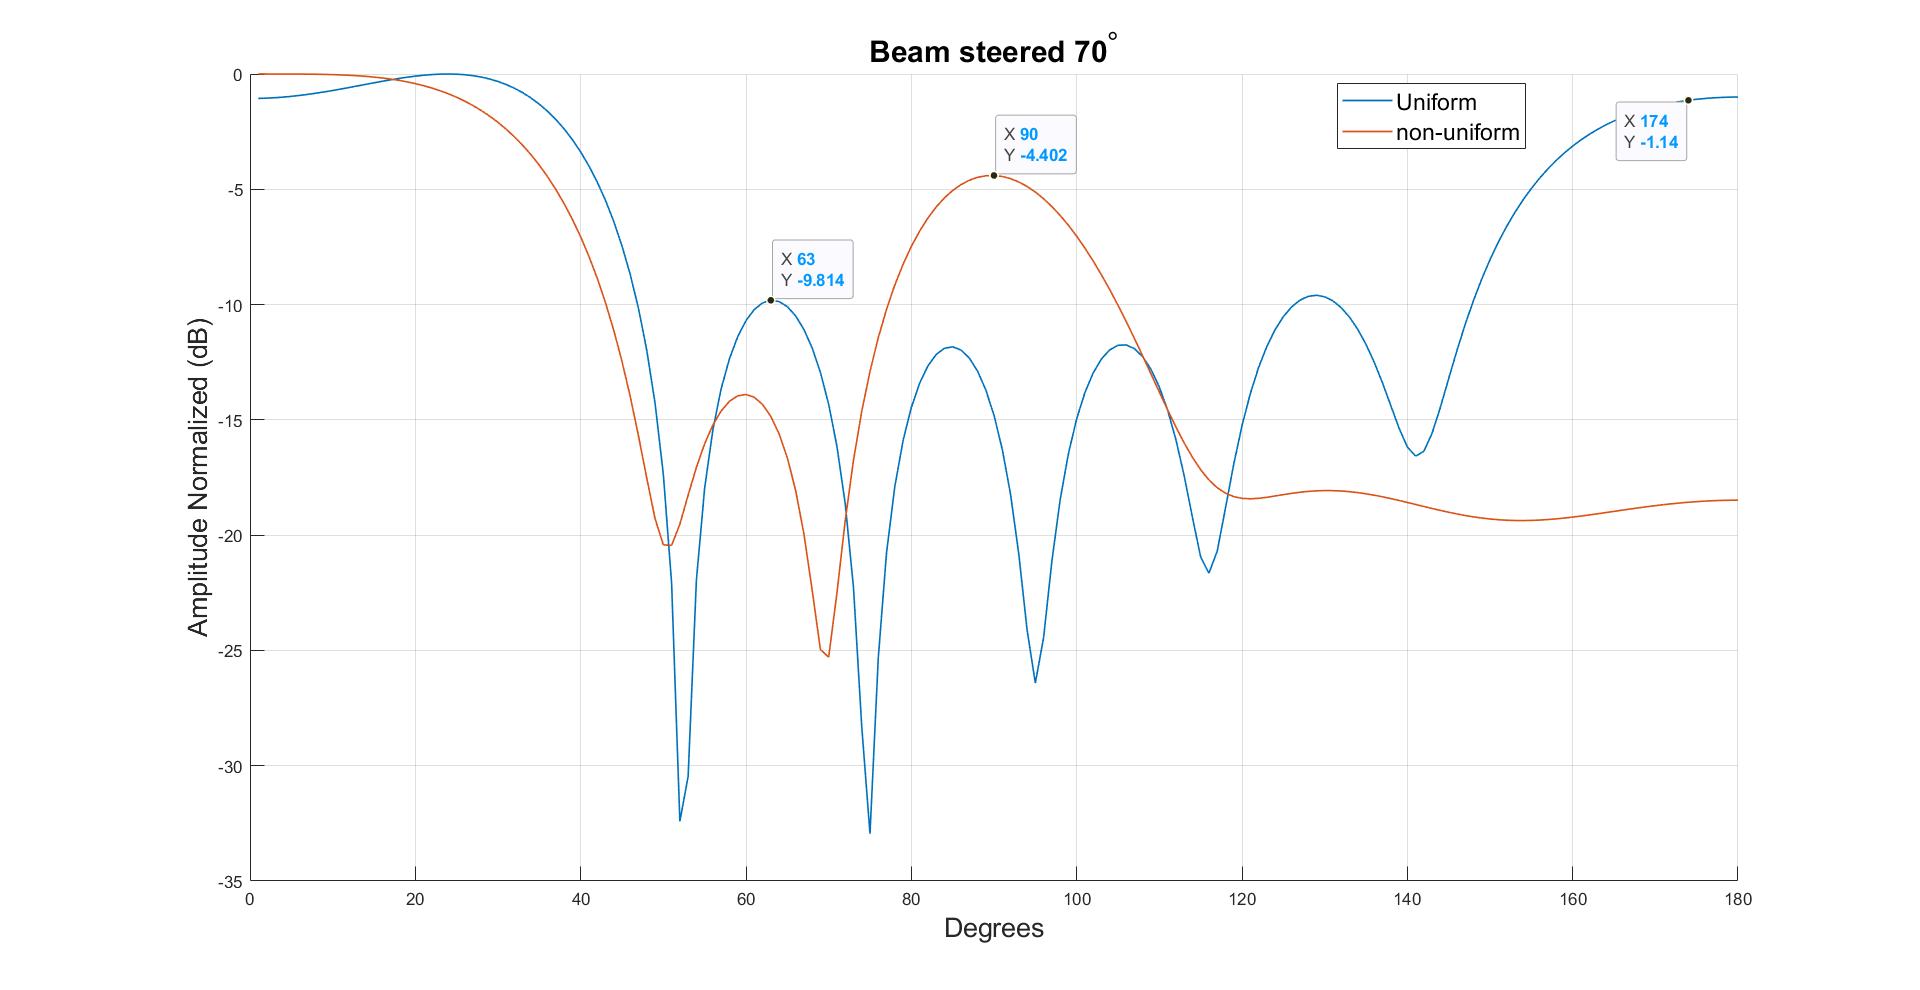 Beam steered 70°
Amplitude Normalized (dB)
0
-5
-10
-15
-20
-25
-30
-35
Uniform
non-uniform
X 90
Y -4.402
X 174
Y -1.14
X 63
Y -9.814
0 20 40 60 80 100 120 140 160 180
Degrees